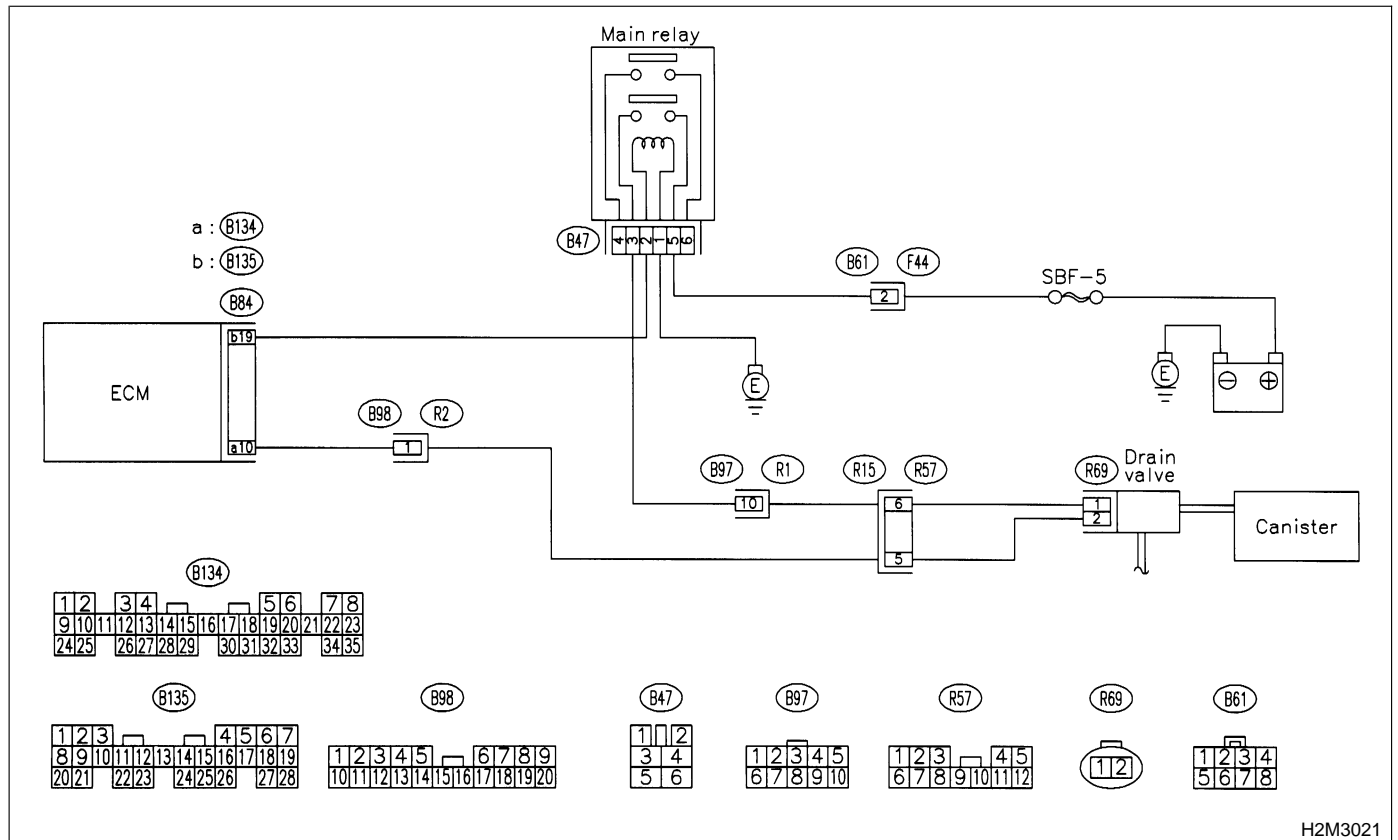 Main relay
a : B134
b : B135
B47
4 3 2 1 5 6
B61 F44
2
SBF-5
B84
b19
ECM
a10
E
E
⊖ ⊕
B98 R2
1
B97 R1
10
R15 R57
6
5
R69
Drain valve
1
2
Canister
B134
1 2 3 4 5 6 7 8
9 10 11 12 13 14 15 16 17 18 19 20 21 22 23
24 25 26 27 28 29 30 31 32 33 34 35
B135
1 2 3 4 5 6 7
8 9 10 11 12 13 14 15 16 17 18 19
20 21 22 23 24 25 26 27 28
B98
1 2 3 4 5 6 7 8 9
10 11 12 13 14 15 16 17 18 19 20
B47
1 2
3 4
5 6
B97
1 2 3 4 5
6 7 8 9 10
R57
1 2 3 4 5
6 7 8 9 10 11 12
R69
1 2
B61
1 2 3 4
5 6 7 8
H2M3021